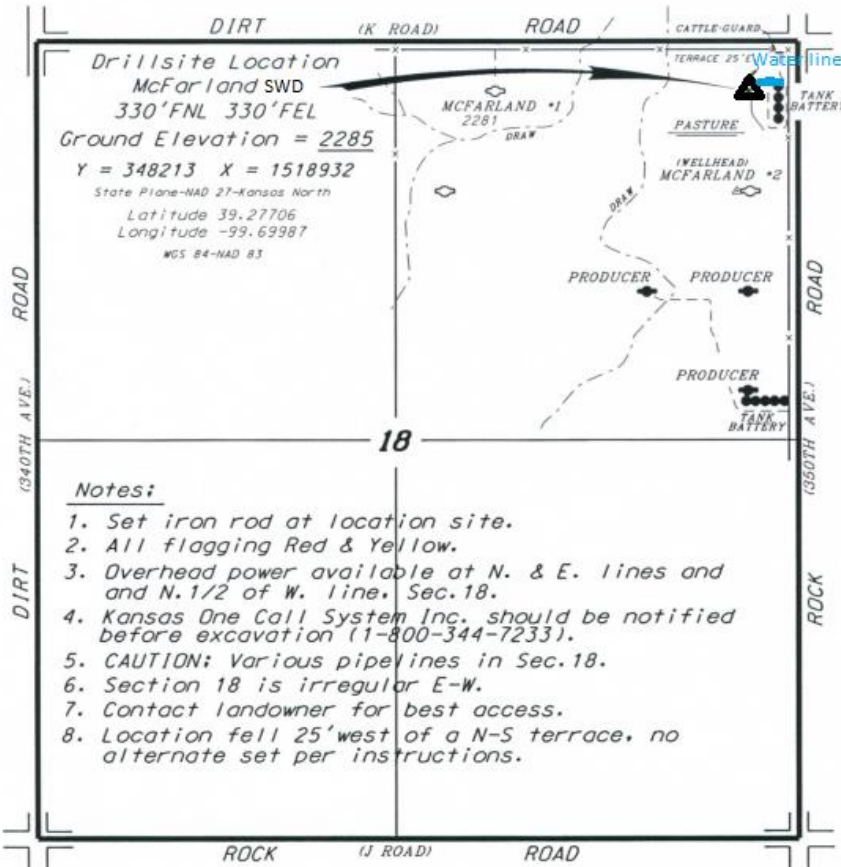 DIRT (K ROAD) ROAD
CATTLE-GUARD
TERRACE 25'E
Water line
TANK
BATTERY
Drillsite Location
McFarland SWD
330'FNL 330'FEL
Ground Elevation = 2285
Y = 348213 X = 1518932
State Plane-NAD 27-Kansas North
Latitude 39.27706
Longitude -99.69987
WGS 84-NAD 83
MCFARLAND #1
2281
DRAW
PASTURE
(WELLHEAD)
MCFARLAND #2
DRAW
PRODUCER PRODUCER
PRODUCER
TANK
BATTERY
ROAD
(340TH AVE.)
DIRT
ROAD
(350TH AVE.)
ROCK
18
Notes:
1. Set iron rod at location site.
2. All flagging Red & Yellow.
3. Overhead power available at N. & E. lines and
and N.1/2 of W. line, Sec.18.
4. Kansas One Call System Inc. should be notified
before excavation (1-800-344-7233).
5. CAUTION: Various pipelines in Sec.18.
6. Section 18 is irregular E-W.
7. Contact landowner for best access.
8. Location fell 25'west of a N-S terrace, no
alternate set per instructions.
ROCK (J ROAD) ROAD